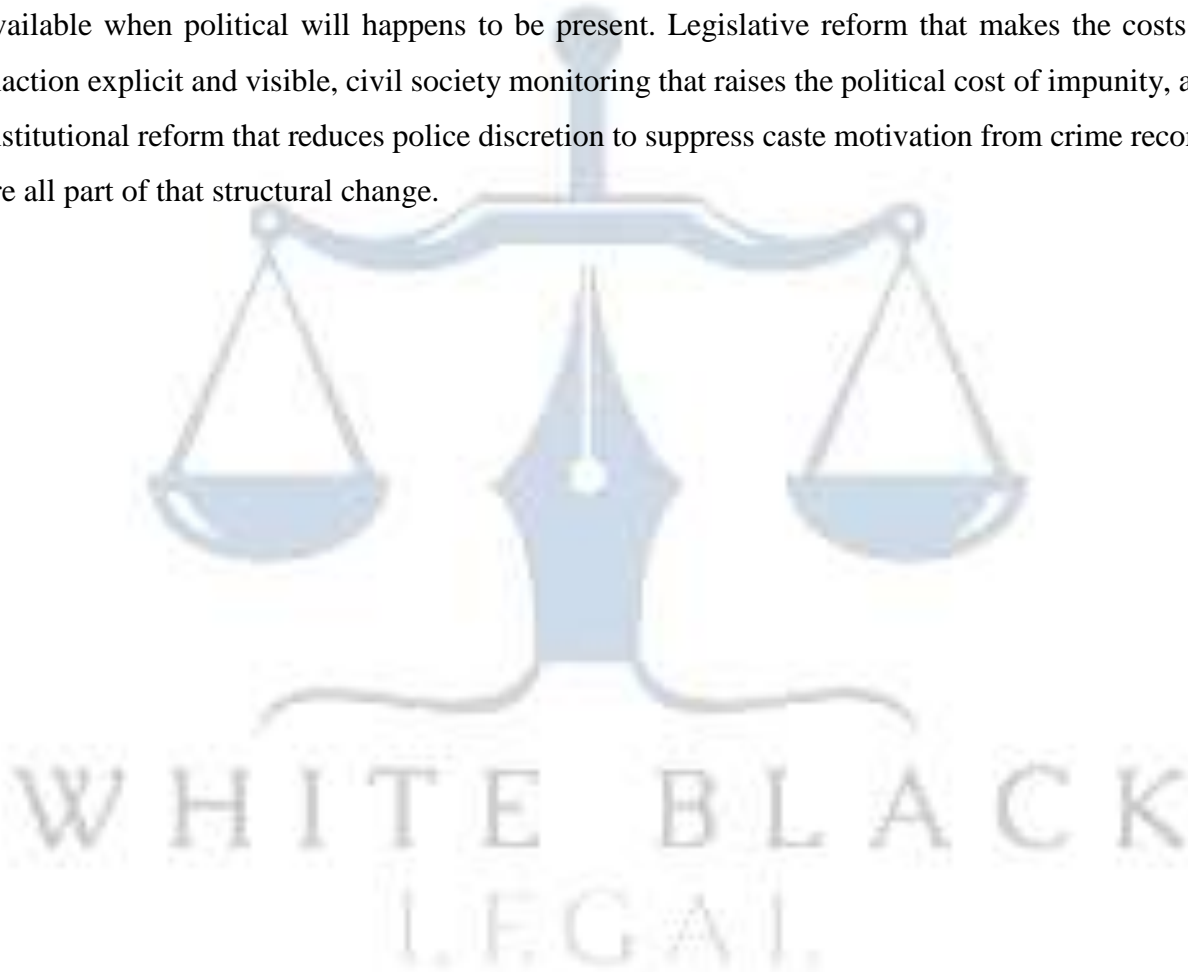 vailable when political will happens to be present. Legislative reform that makes the costs
action explicit and visible, civil society monitoring that raises the political cost of impunity, a
stitutional reform that reduces police discretion to suppress caste motivation from crime recor
re all part of that structural change.
WHITE BLACK
LEGAL